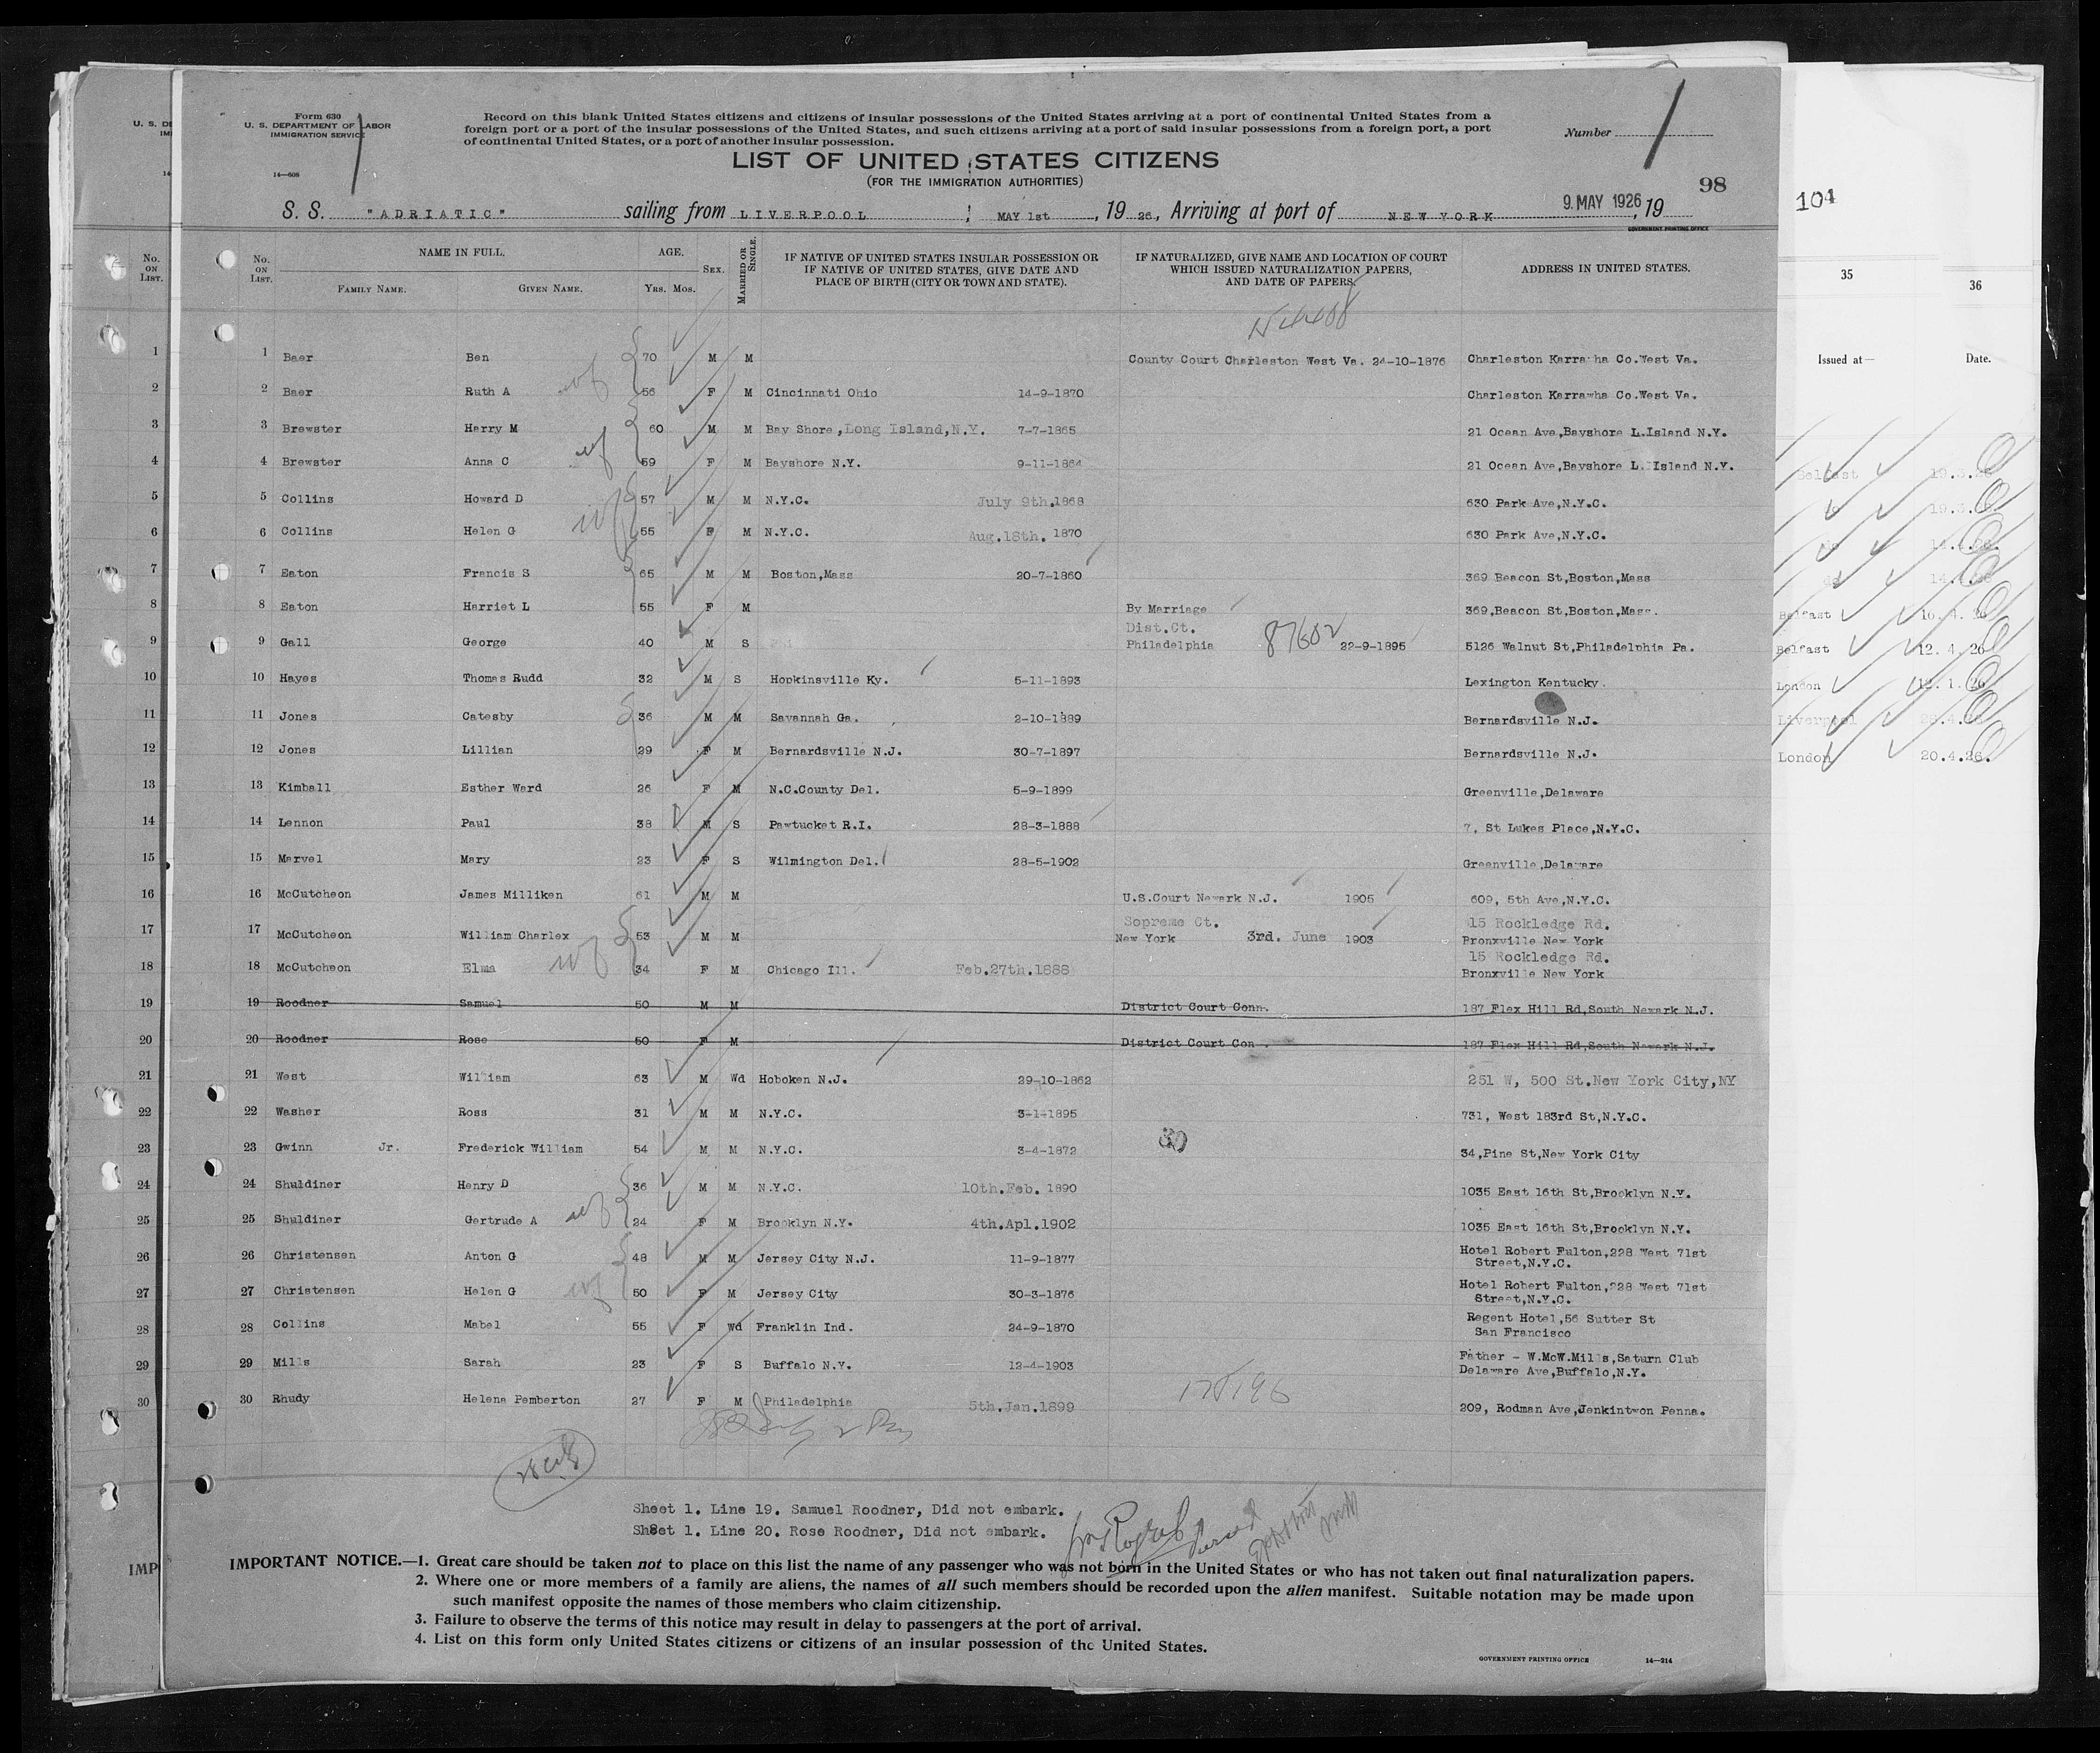 Form 630
U. S. DEPARTMENT OF LABOR
IMMIGRATION SERVICE
14—608
Record on this blank United States citizens and citizens of insular possessions of the United States arriving at a port of continental United States from a
foreign port or a port of the insular possessions of the United States, and such citizens arriving at a port of said insular possessions from a foreign port, a port
of continental United States, or a port of another insular possession.
Number
LIST OF UNITED STATES CITIZENS
(FOR THE IMMIGRATION AUTHORITIES)
98
104
S. S. "ADRIATIC" sailing from LIVERPOOL ; MAY 1st , 19 26, Arriving at port of NEW YORK 9. MAY 1926 , 19
GOVERNMENT PRINTING OFFICE
No. ON LIST.
NAME IN FULL.
FAMILY NAME. GIVEN NAME.
AGE.
Yrs. Mos.
SEX.
MARRIED OR SINGLE.
IF NATIVE OF UNITED STATES INSULAR POSSESSION OR
IF NATIVE OF UNITED STATES, GIVE DATE AND
PLACE OF BIRTH (CITY OR TOWN AND STATE).
IF NATURALIZED, GIVE NAME AND LOCATION OF COURT
WHICH ISSUED NATURALIZATION PAPERS,
AND DATE OF PAPERS.
ADDRESS IN UNITED STATES.
35 36
Issued at— Date.
1 Baer Ben 70 M M County Court Charleston West Va. 24-10-1876 Charleston Karrawha Co.West Va.
2 Baer Ruth A wf 56 F M Cincinnati Ohio 14-9-1870 Charleston Karrawha Co.West Va.
3 Brewster Harry M 60 M M Bay Shore,Long Island,N.Y. 7-7-1865 21 Ocean Ave,Bayshore L.Island N.Y.
4 Brewster Anna C wf 59 F M Bayshore N.Y. 9-11-1864 21 Ocean Ave,Bayshore L.Island N.Y.
5 Collins Howard D 57 M M N.Y.C. July 9th.1868 630 Park Ave,N.Y.C.
6 Collins Helen G wf 55 F M N.Y.C. Aug.18th. 1870 630 Park Ave,N.Y.C.
7 Eaton Francis S 65 M M Boston,Mass 20-7-1860 369 Beacon St,Boston,Mass
8 Eaton Harriet L 55 F M By Marriage 369,Beacon St,Boston,Mass.
Dist.Ct.
9 Gall George 40 M S Philadelphia 87602 22-9-1895 5126 Walnut St,Philadelphia Pa.
10 Hayes Thomas Rudd 32 M S Hopkinsville Ky. 5-11-1893 Lexington Kentucky.
11 Jones Catesby 36 M M Savannah Ga. 2-10-1889 Bernardsville N.J.
12 Jones Lillian 29 F M Bernardsville N.J. 30-7-1897 Bernardsville N.J.
13 Kimball Esther Ward 26 F M N.C.County Del. 5-9-1899 Greenville,Delaware
14 Lennon Paul 38 M S Pawtucket R.I. 28-3-1888 7, St Lukes Place,N.Y.C.
15 Marvel Mary 23 F S Wilmington Del. 28-5-1902 Greenville,Delaware
16 McCutcheon James Milliken 61 M M U.S.Court Newark N.J. 1905 609, 5th Ave,N.Y.C.
Sopreme Ct. 15 Rockledge Rd.
17 McCutcheon William Charlex 53 M M New York 3rd. June 1903 Bronxville New York
15 Rockledge Rd.
18 McCutcheon Elma wf 34 F M Chicago Ill. Feb.27th.1888 Bronxville New York
19 Roodner Samuel 50 M M District Court Conn. 187 Flex Hill Rd,South Newark N.J.
20 Roodner Rose 50 F M District Court Con . 187 Flex Hill Rd,South Newark N.J.
21 West William 63 M Wd Hoboken N.J. 29-10-1862 251 W, 500 St.New York City,NY
22 Washer Ross 31 M M N.Y.C. 3-1-1895 731, West 183rd St,N.Y.C.
23 Gwinn Jr. Frederick William 54 M M N.Y.C. 3-4-1872 34,Pine St,New York City
24 Shuldiner Henry D 36 M M N.Y.C. 10th.Feb. 1890 1035 East 16th St,Brooklyn N.Y.
25 Shuldiner Gertrude A wf 24 F M Brooklyn N.Y. 4th.Apl.1902 1035 East 16th St,Brooklyn N.Y.
26 Christensen Anton G 48 M M Jersey City N.J. 11-9-1877 Hotel Robert Fulton,228 West 71st
Street,N.Y.C.
27 Christensen Helen G wf 50 F M Jersey City 30-3-1876 Hotel Robert Fulton,228 West 71st
Street,N.Y.C.
28 Collins Mabel 55 F Wd Franklin Ind. 24-9-1870 Regent Hotel,56 Sutter St
San Francisco
29 Mills Sarah 23 F S Buffalo N.Y. 12-4-1903 Father - W.McW.Mills,Saturn Club
Delaware Ave,Buffalo,N.Y.
30 Rhudy Helene Pemberton 27 F M Philadelphia 5th.Jan.1899 209, Rodman Ave,Jenkintwon Penna.
Belfast
Belfast 12. 4. 26
London 12. 1. 26
Liverpool
London 20.4.26.
Sheet 1. Line 19. Samuel Roodner, Did not embark.
Sheet 1. Line 20. Rose Roodner, Did not embark.
IMPORTANT NOTICE.—1. Great care should be taken not to place on this list the name of any passenger who was not born in the United States or who has not taken out final naturalization papers.
2. Where one or more members of a family are aliens, the names of all such members should be recorded upon the alien manifest. Suitable notation may be made upon
such manifest opposite the names of those members who claim citizenship.
3. Failure to observe the terms of this notice may result in delay to passengers at the port of arrival.
4. List on this form only United States citizens or citizens of an insular possession of the United States.
GOVERNMENT PRINTING OFFICE 14—214